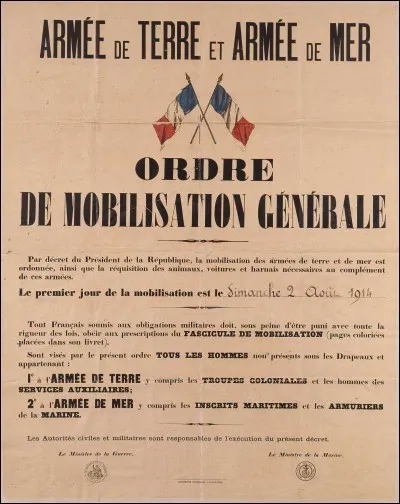 ARMÉE DE TERRE ET ARMÉE DE MER
ORDRE
DE MOBILISATION GÉNÉRALE
Par décret du Président de la République, la mobilisation des armées de terre et de mer est
ordonnée, ainsi que la réquisition des animaux, voitures et harnais nécessaires au complément
de ces armées.
Le premier jour de la mobilisation est le Dimanche 2 Août 1914
Tout Français soumis aux obligations militaires doit, sous peine d'être puni avec toute la
rigueur des lois, obéir aux prescriptions du FASCICULE DE MOBILISATION (pages coloriées
placées dans son livret).
Sont visés par le présent ordre TOUS LES HOMMES non présents sous les Drapeaux et
appartenant :
1° à l'ARMÉE DE TERRE y compris les TROUPES COLONIALES et les hommes des
SERVICES AUXILIAIRES;
2° à l'ARMÉE DE MER y compris les INSCRITS MARITIMES et les ARMURIERS
de la MARINE.
Les Autorités civiles et militaires sont responsables de l'exécution du présent décret.
Le Ministre de la Guerre, Le Ministre de la Marine,